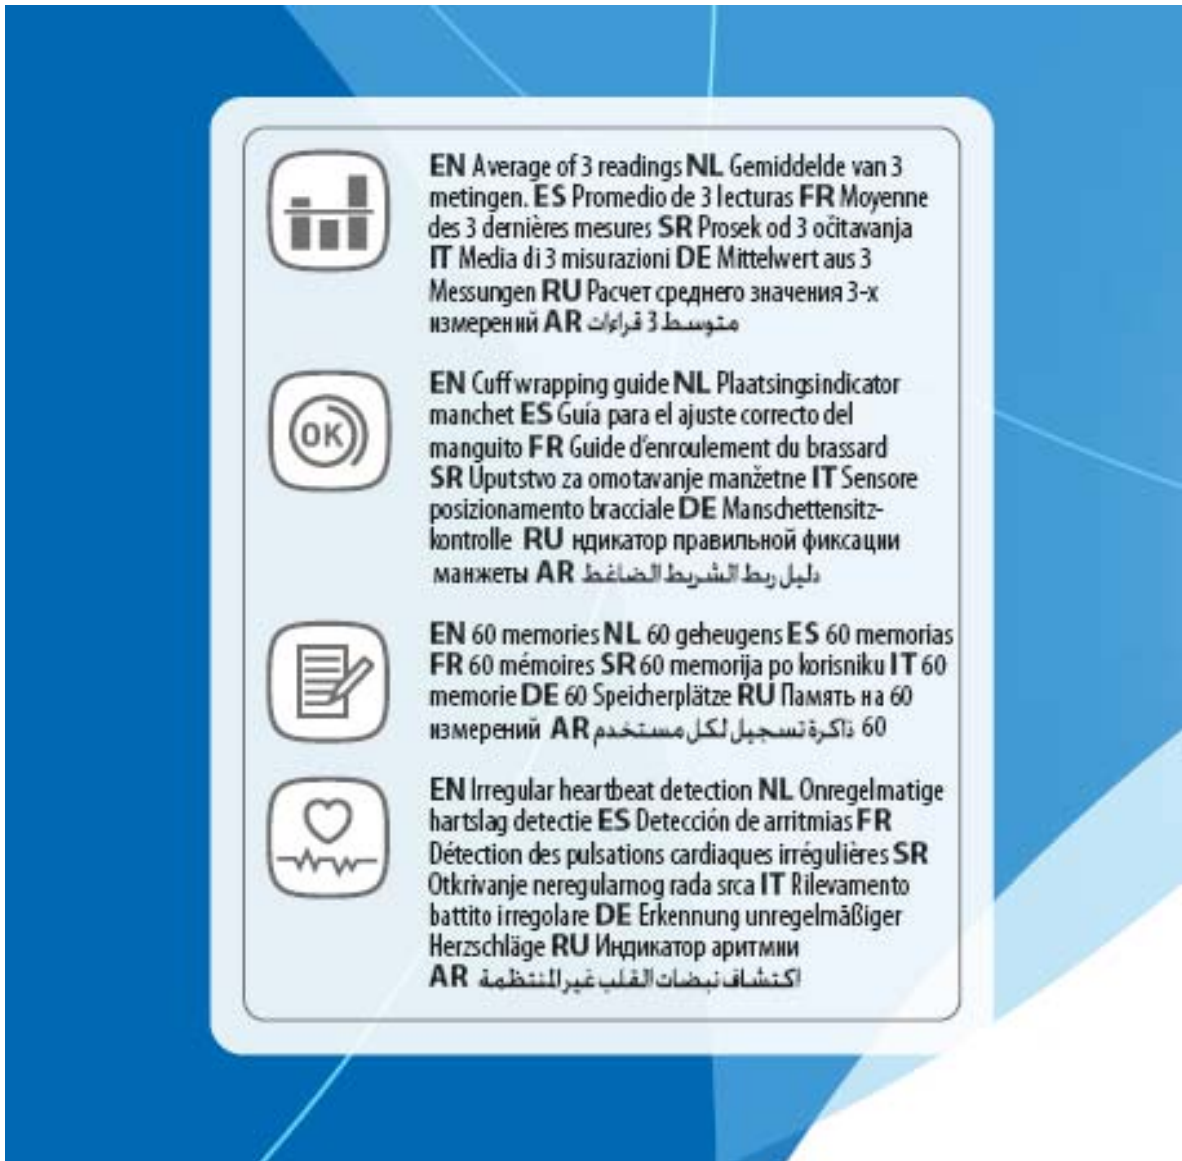 EN Average of 3 readings NL Gemiddelde van 3
metingen. ES Promedio de 3 lecturas FR Moyenne
des 3 dernières mesures SR Prosek od 3 očitavanja
IT Media di 3 misurazioni DE Mittelwert aus 3
Messungen RU Расчет среднего значения 3-х
измерений AR متوسط 3 قراءات
OK
EN Cuff wrapping guide NL Plaatsingsindicator
manchet ES Guía para el ajuste correcto del
manguito FR Guide d'enroulement du brassard
SR Uputstvo za omotavanje manžetne IT Sensore
posizionamento bracciale DE Manschettensitz-
kontrolle RU ндикатор правильной фиксации
манжеты AR دليل ربط الشريط الضاغط
EN 60 memories NL 60 geheugens ES 60 memorias
FR 60 mémoires SR 60 memorija po korisniku IT 60
memorie DE 60 Speicherplätze RU Память на 60
измерений AR 60 ذاكرة تسجيل لكل مستخدم
EN Irregular heartbeat detection NL Onregelmatige
hartslag detectie ES Detección de arritmias FR
Détection des pulsations cardiaques irrégulières SR
Otkrivanje neregularnog rada srca IT Rilevamento
battito irregolare DE Erkennung unregelmäßiger
Herzschläge RU Индикатор аритмии
AR اكتشاف نبضات القلب غير المنتظمة